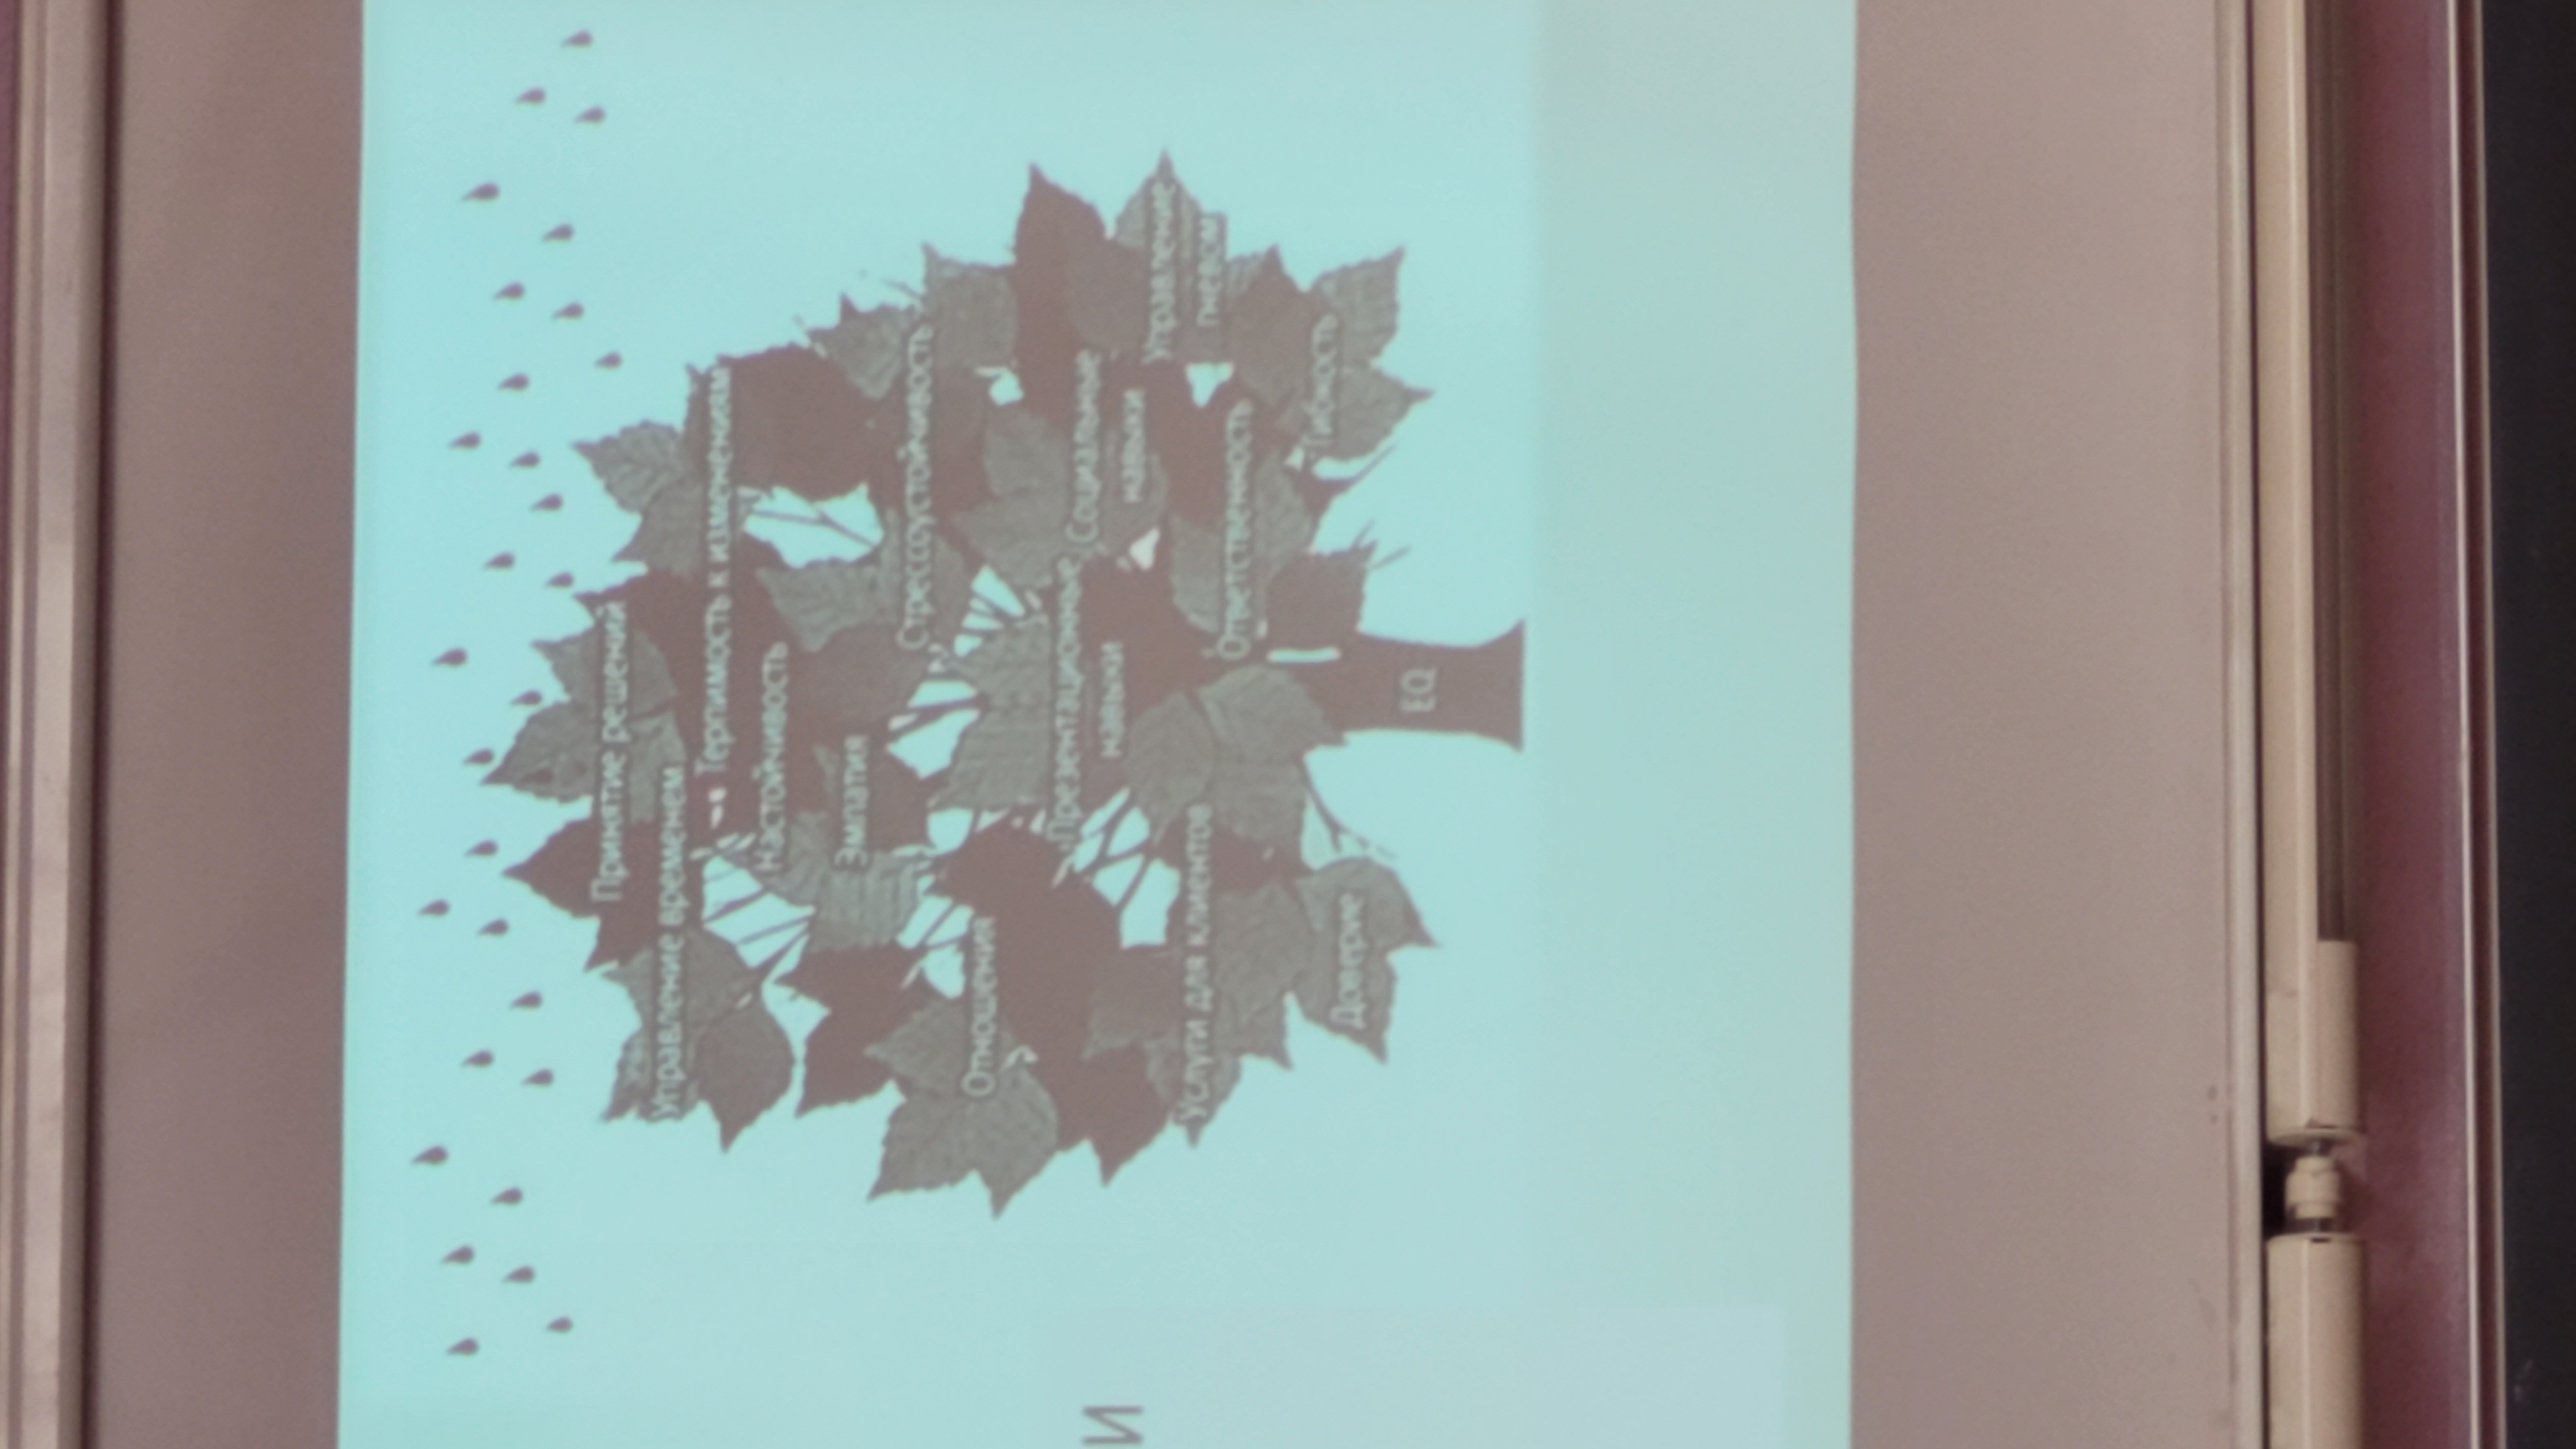 Принятие решений
Управление временем
Терпимость к изменениям
Настойчивость
Эмпатия
Стрессоустойчивость
Отношения
Презентационные
навыки
Социальные
навыки
И
Управление
гневом
Услуги для клиентов
Ответственность
Гибкость
Доверие
EQ